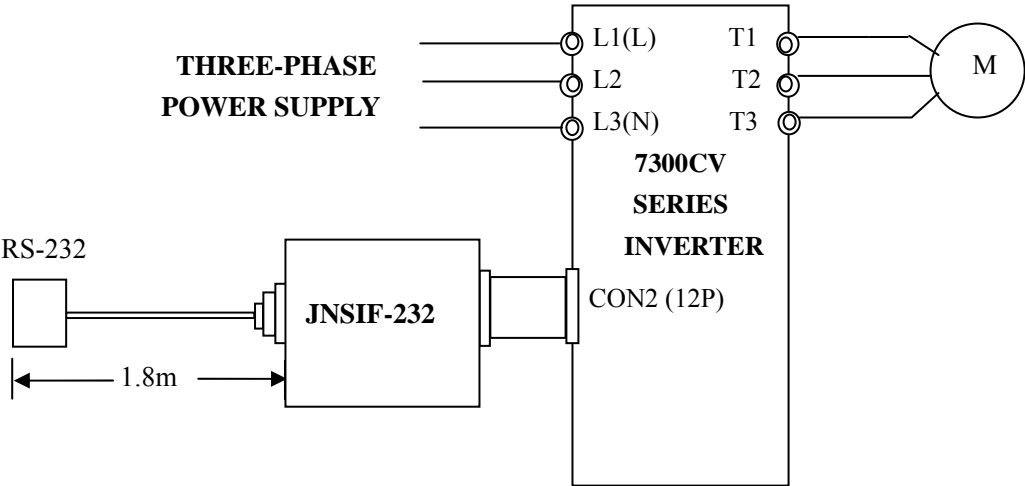 THREE-PHASE
POWER SUPPLY
L1(L)
T1
L2
T2
L3(N)
T3
M
7300CV
SERIES
INVERTER
RS-232
JNSIF-232
CON2 (12P)
1.8m